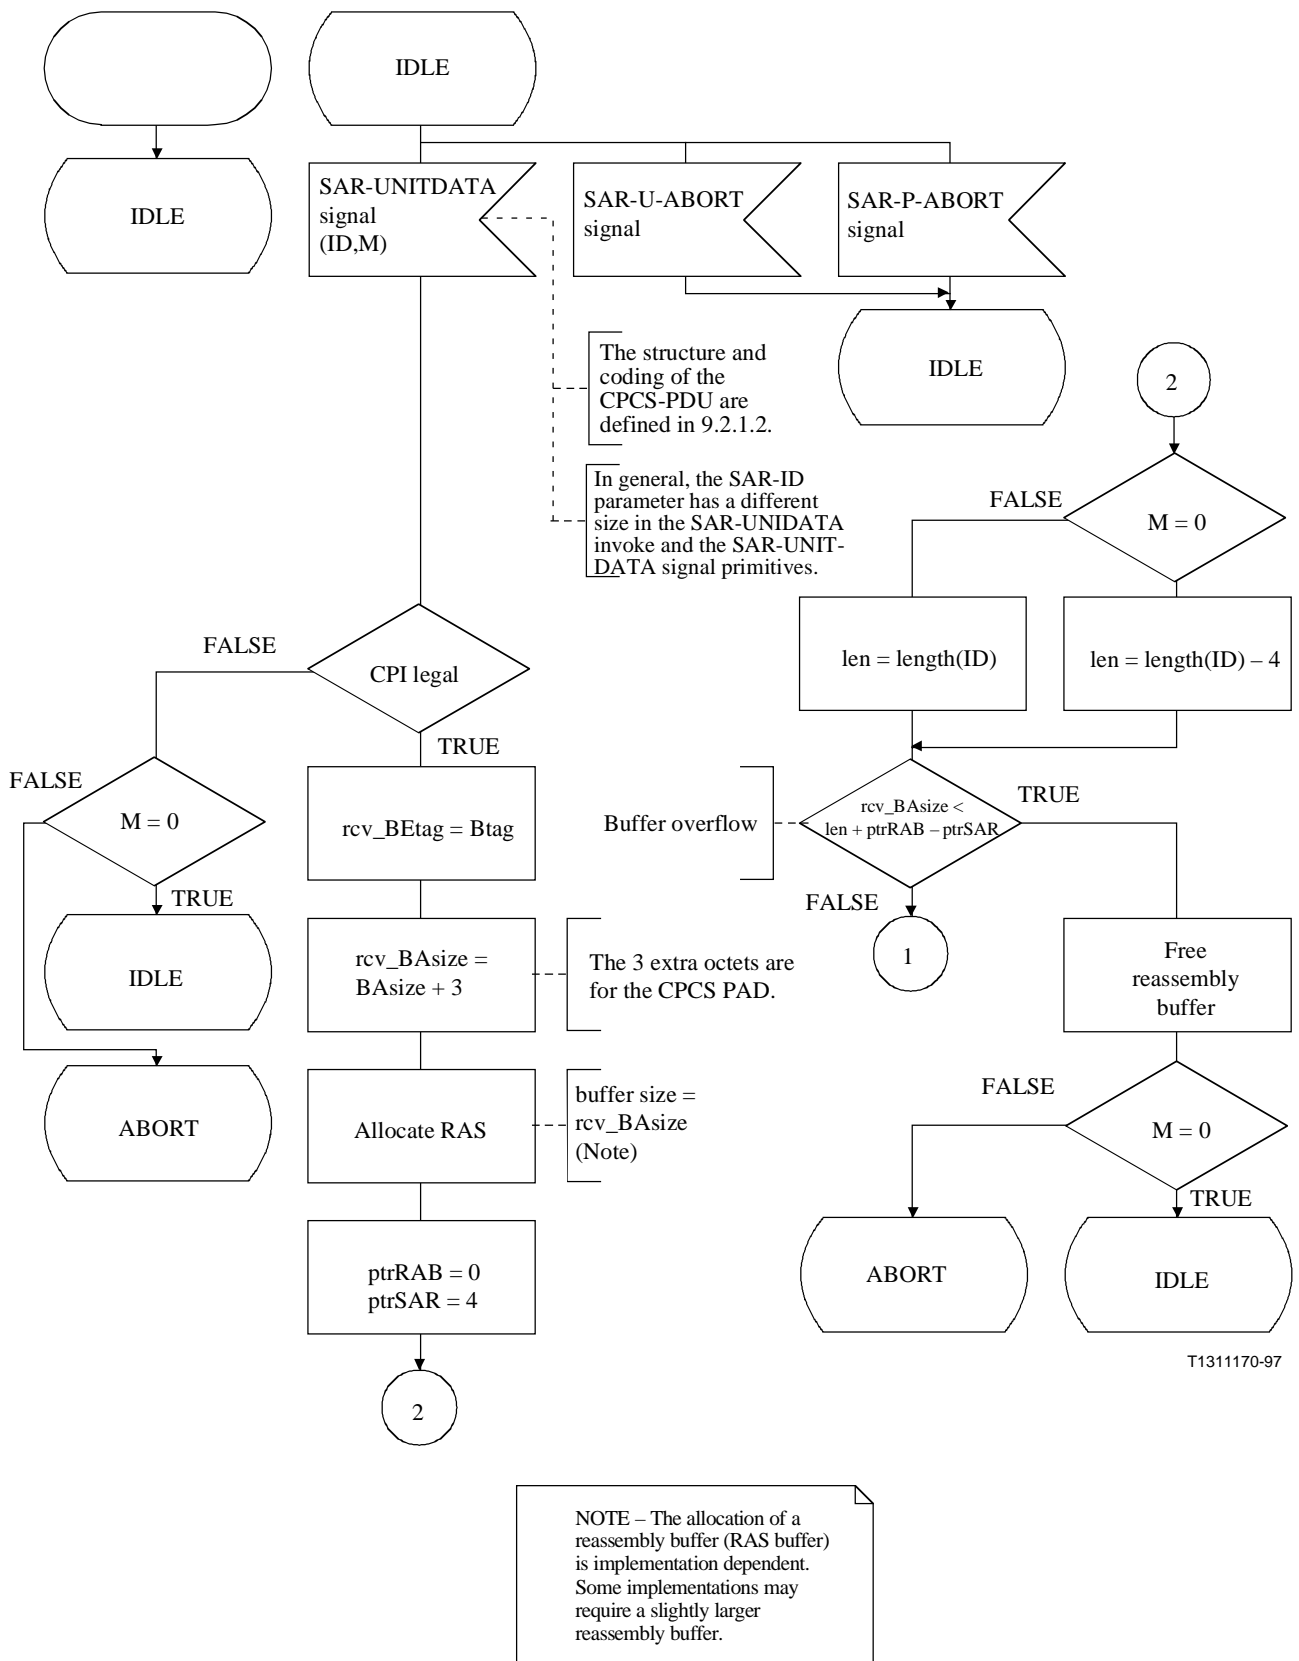 IDLE
IDLE
SAR-UNITDATA
signal
(ID,M)
SAR-U-ABORT
signal
SAR-P-ABORT
signal
IDLE
The structure and
coding of the
CPCS-PDU are
defined in 9.2.1.2.
In general, the SAR-ID
parameter has a different
size in the SAR-UNIDATA
invoke and the SAR-UNIT-
DATA signal primitives.
2
FALSE
M = 0
len = length(ID)
len = length(ID) – 4
FALSE
CPI legal
TRUE
FALSE
M = 0
TRUE
IDLE
ABORT
rcv_BEtag = Btag
rcv_BAsize =
BAsize + 3
The 3 extra octets are
for the CPCS PAD.
Allocate RAS
buffer size =
rcv_BAsize
(Note)
ptrRAB = 0
ptrSAR = 4
2
Buffer overflow
rcv_BAsize <
len + ptrRAB – ptrSAR
TRUE
FALSE
1
Free
reassembly
buffer
FALSE
M = 0
TRUE
ABORT
IDLE
T1311170-97
NOTE – The allocation of a
reassembly buffer (RAS buffer)
is implementation dependent.
Some implementations may
require a slightly larger
reassembly buffer.